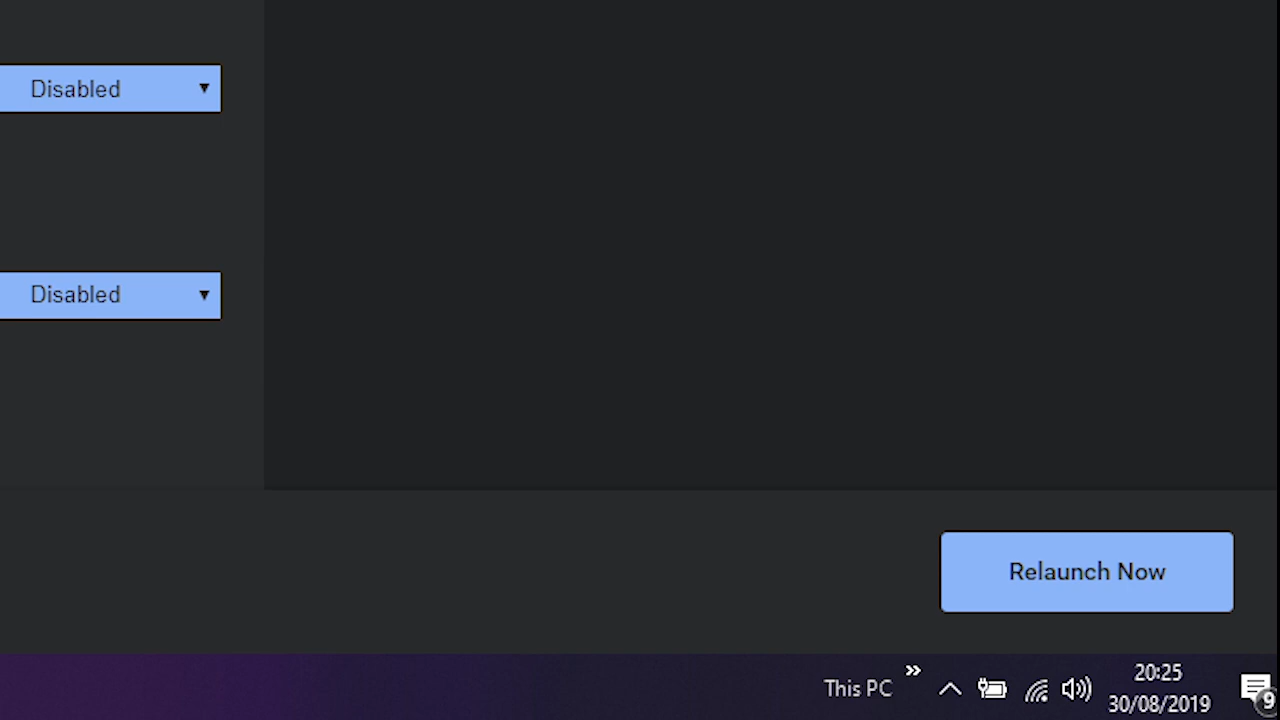 Disabled
Disabled
Relaunch Now
This PC
20:25
30/08/2019
9